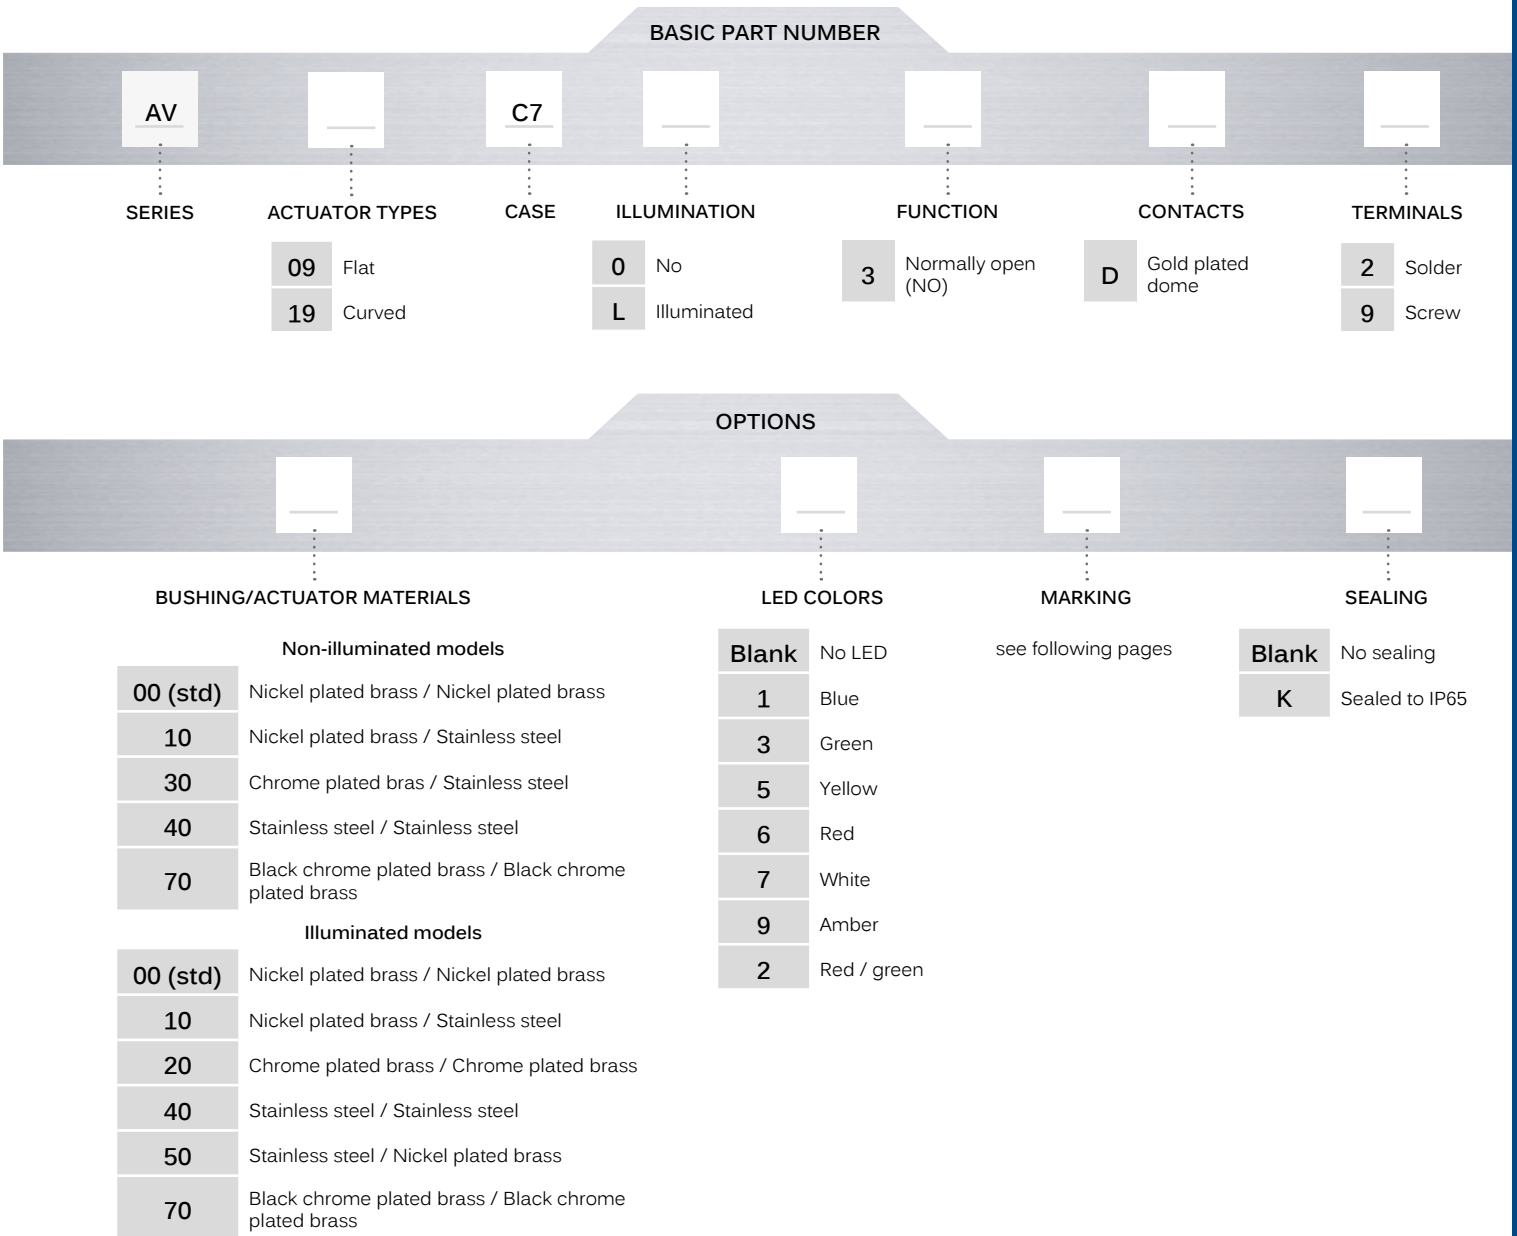 BASIC PART NUMBER
AV
C7
SERIES
ACTUATOR TYPES
CASE
ILLUMINATION
FUNCTION
CONTACTS
TERMINALS
09 Flat
19 Curved
0 No
L Illuminated
3 Normally open
(NO)
D Gold plated
dome
2 Solder
9 Screw
OPTIONS
BUSHING/ACTUATOR MATERIALS
LED COLORS
MARKING
SEALING
Non-illuminated models
00 (std) Nickel plated brass / Nickel plated brass
10 Nickel plated brass / Stainless steel
30 Chrome plated bras / Stainless steel
40 Stainless steel / Stainless steel
70 Black chrome plated brass / Black chrome
plated brass
Illuminated models
00 (std) Nickel plated brass / Nickel plated brass
10 Nickel plated brass / Stainless steel
20 Chrome plated brass / Chrome plated brass
40 Stainless steel / Stainless steel
50 Stainless steel / Nickel plated brass
70 Black chrome plated brass / Black chrome
plated brass
Blank No LED
1 Blue
3 Green
5 Yellow
6 Red
7 White
9 Amber
2 Red / green
see following pages
Blank No sealing
K Sealed to IP65